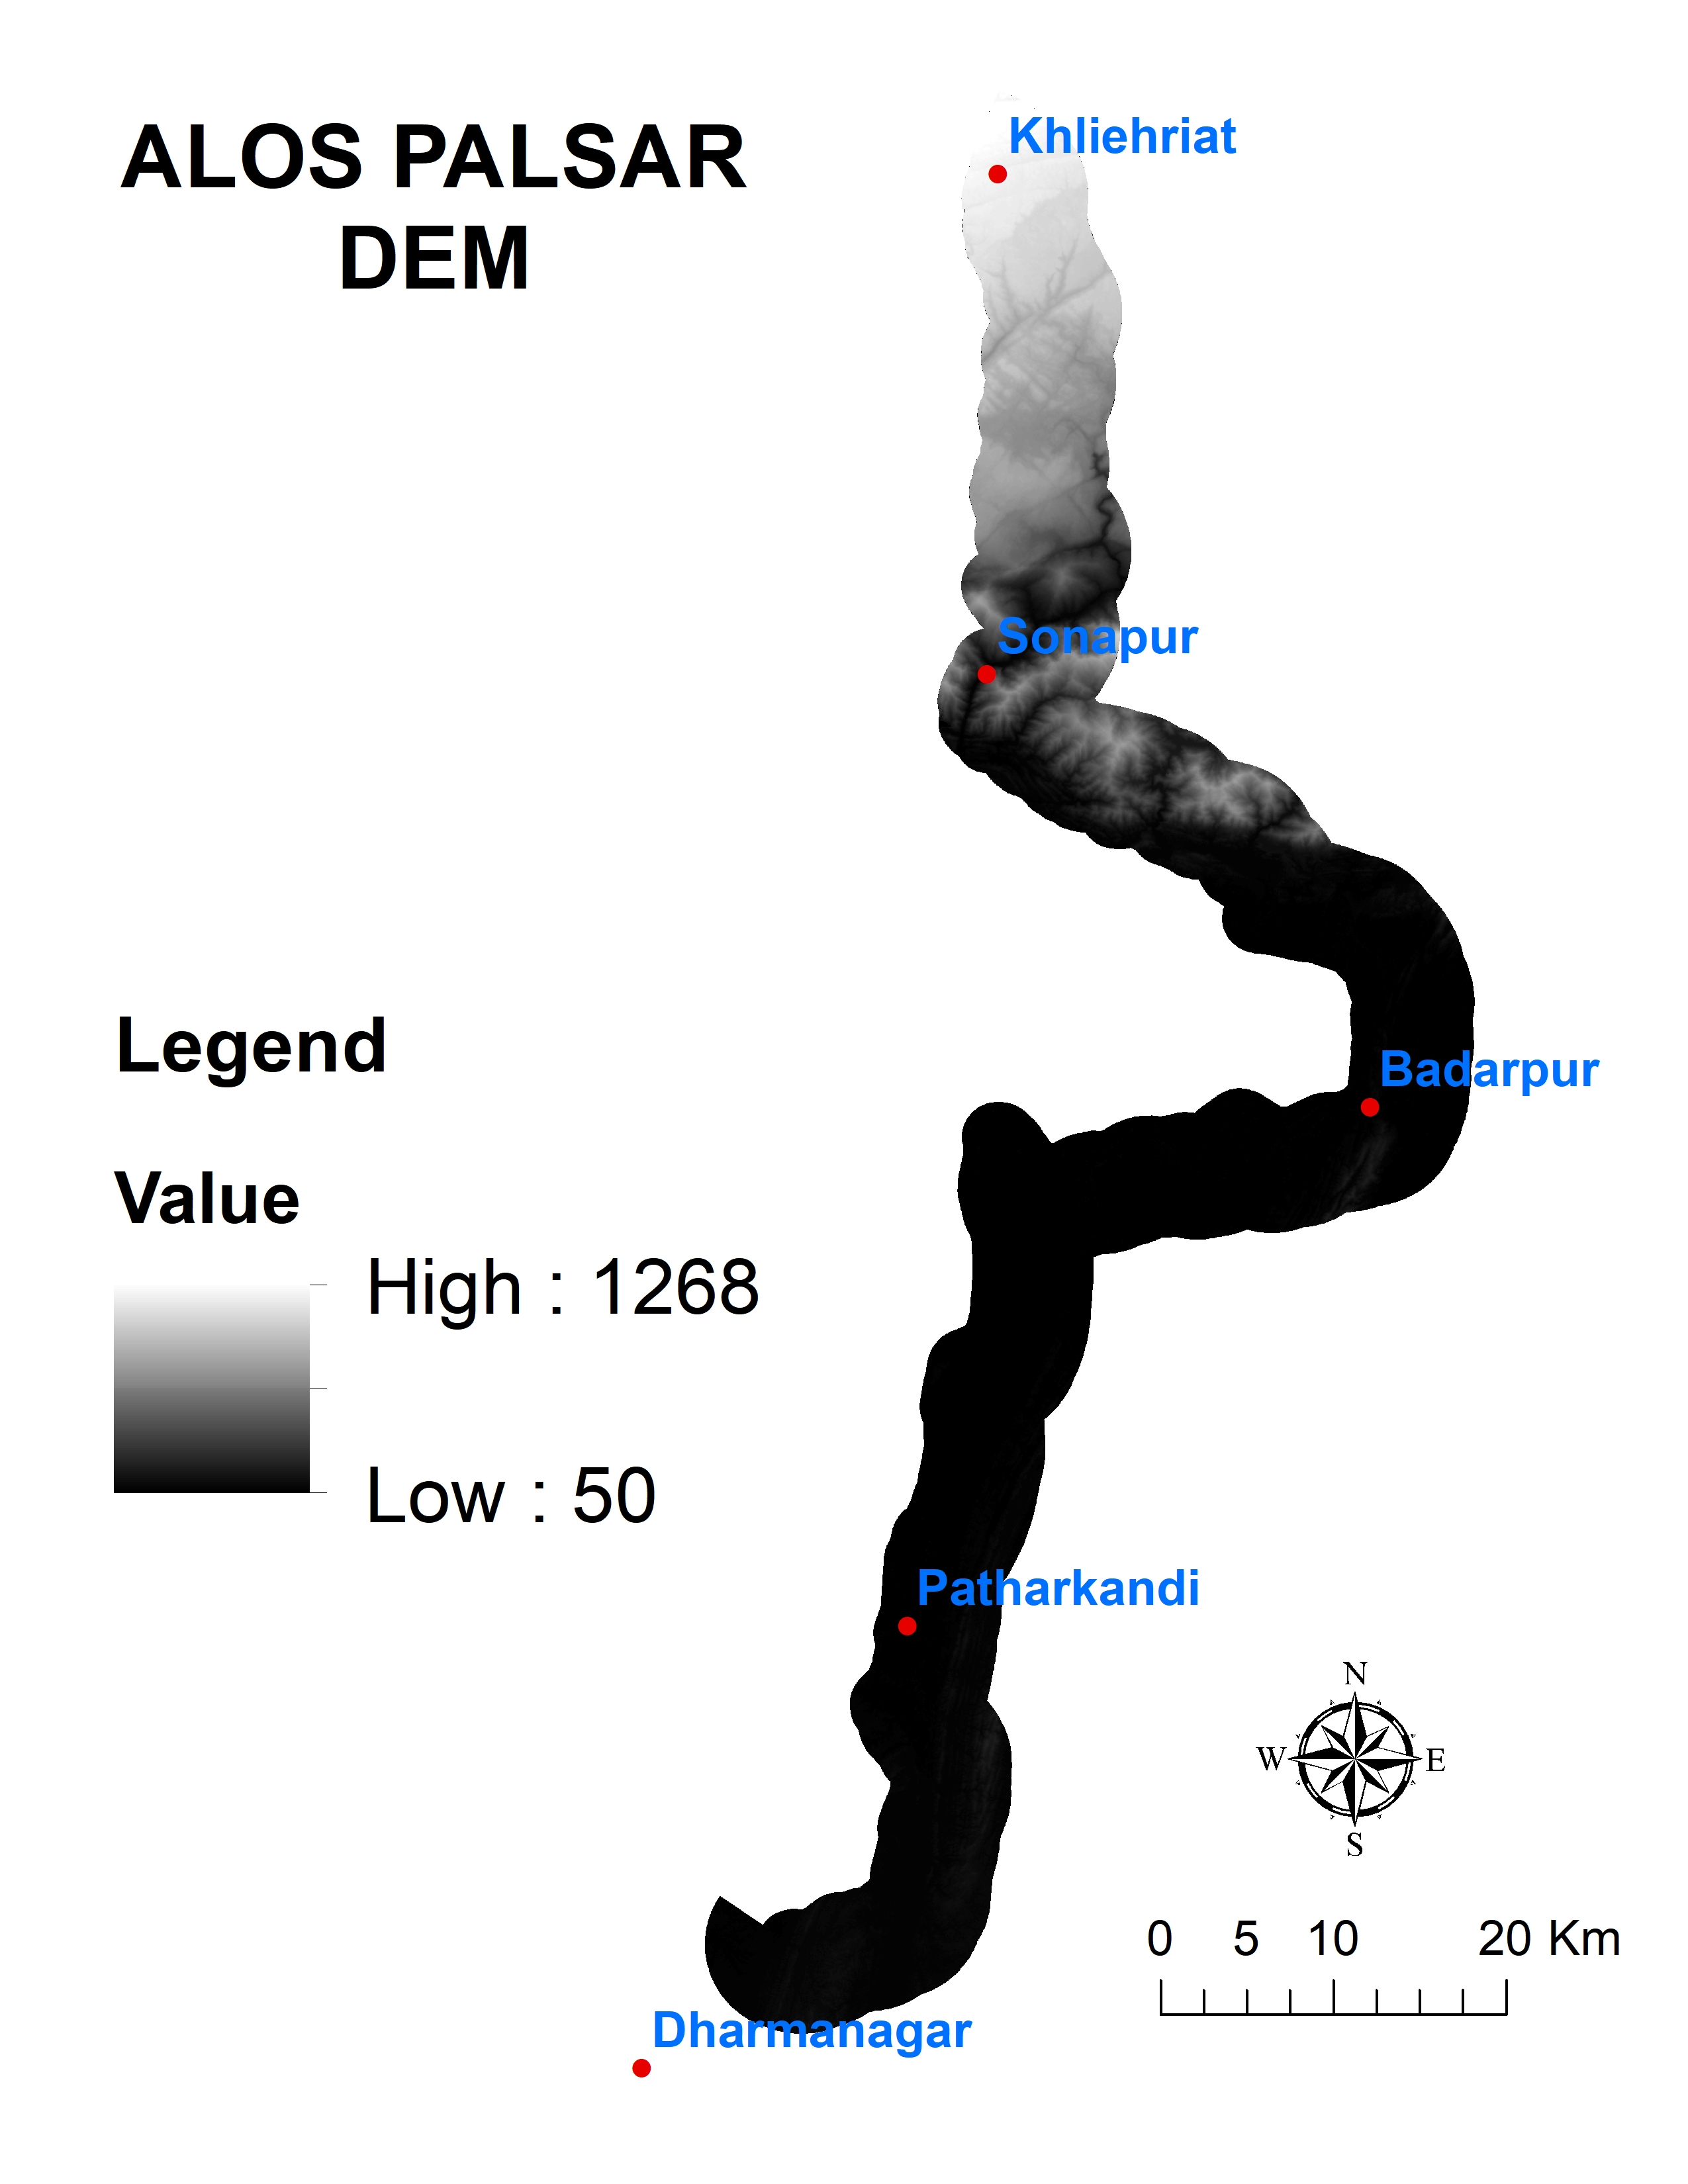 ALOS PALSAR
DEM
Khliehriat
Sonapur
Legend
Badarpur
Value
High : 1268
Low : 50
Patharkandi
N
W E
S
0 5 10 20 Km
Dharmanagar